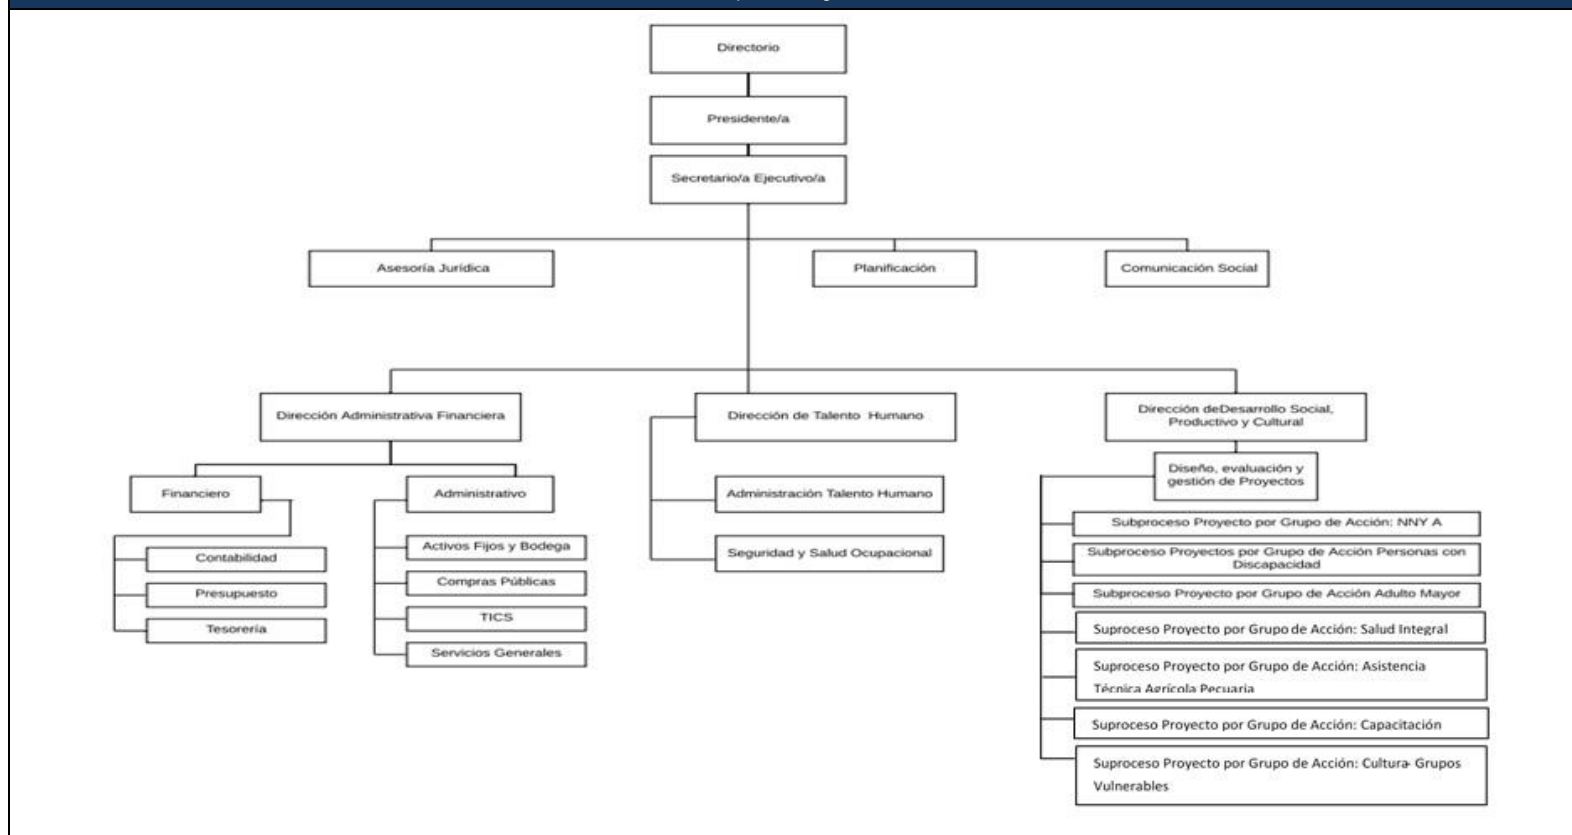 Directorio
Presidente/a
Secretario/a Ejecutivo/a
Asesoría Jurídica
Planificación
Comunicación Social
Dirección Administrativa Financiera
Dirección de Talento Humano
Dirección deDesarrollo Social,
Productivo y Cultural
Financiero
Contabilidad
Presupuesto
Tesorería
Administrativo
Activos Fijos y Bodega
Compras Públicas
TICS
Servicios Generales
Administración Talento Humano
Seguridad y Salud Ocupacional
Diseño, evaluación y
gestión de Proyectos
Subproceso Proyecto por Grupo de Acción: NNY A
Subproceso Proyectos por Grupo de Acción Personas con
Discapacidad
Subproceso Proyecto por Grupo de Acción Adulto Mayor
Suproceso Proyecto por Grupo de Acción: Salud Integral
Suproceso Proyecto por Grupo de Acción: Asistencia
Técnica Agrícola Pecuaria
Suproceso Proyecto por Grupo de Acción: Capacitación
Suproceso Proyecto por Grupo de Acción: Cultura- Grupos
Vulnerables